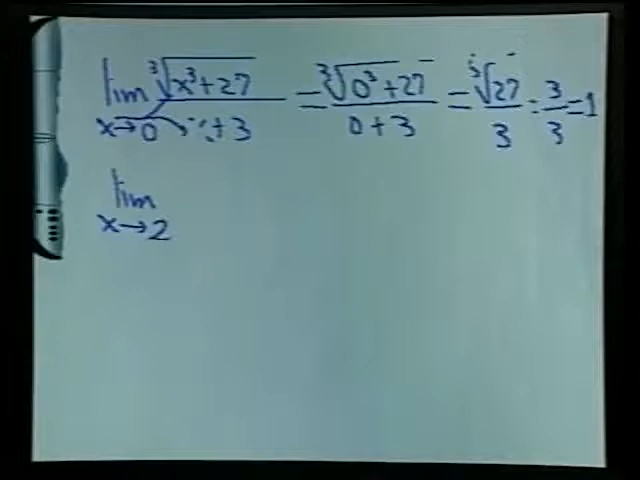 lim x→0 ∛(x³+27) / x+3 = ∛(0³+27) / 0+3 = ∛27 / 3 = 3/3 = 1
lim x→2